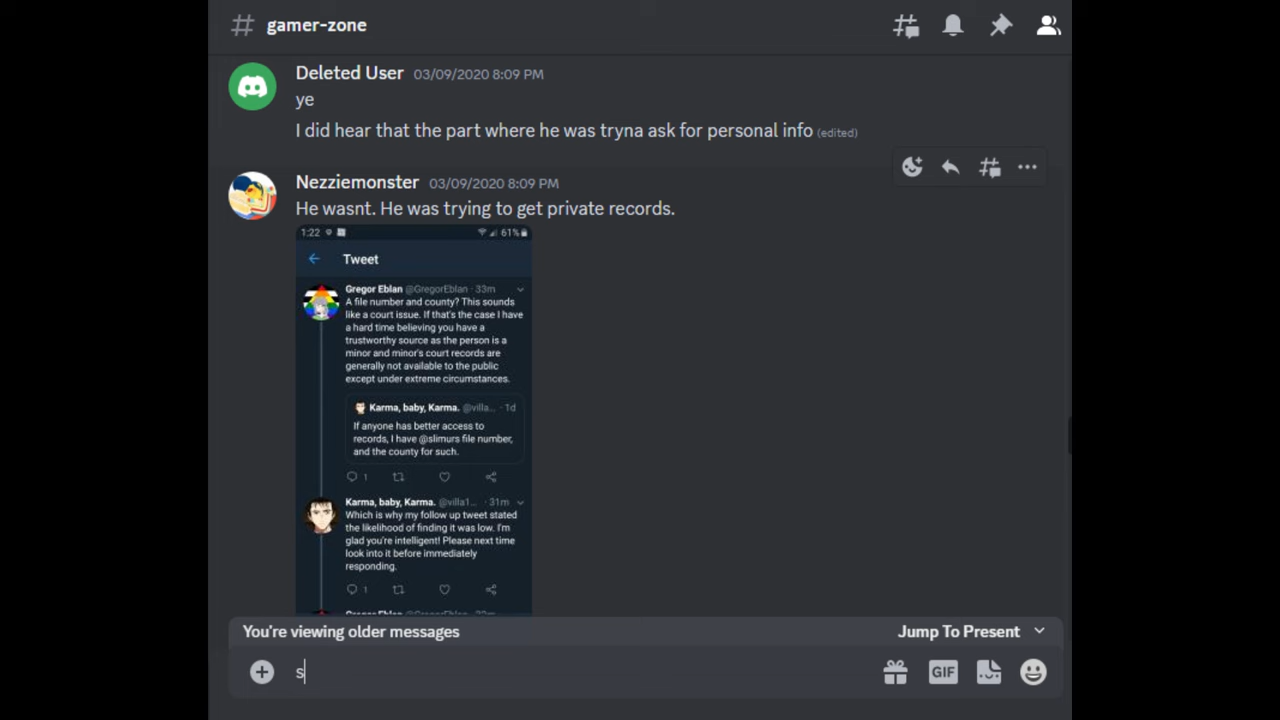 # gamer-zone
Deleted User 03/09/2020 8:09 PM
ye
I did hear that the part where he was tryna ask for personal info (edited)
Nezziemonster 03/09/2020 8:09 PM
He wasnt. He was trying to get private records.
1:22 61%
Tweet
Gregor Eblan @GregorEblan · 33m
A file number and county? This sounds
like a court issue. If that's the case I have
a hard time believing you have a
trustworthy source as the person is a
minor and minor's court records are
generally not available to the public
except under extreme circumstances.
Karma, baby, Karma. @villa... · 1d
If anyone has better access to
records, I have @slimurs file number,
and the county for such.
1
Karma, baby, Karma. @villa1... · 31m
Which is why my follow up tweet stated
the likelihood of finding it was low. I'm
glad you're intelligent! Please next time
look into it before immediately
responding.
1
You're viewing older messages Jump To Present
s GIF